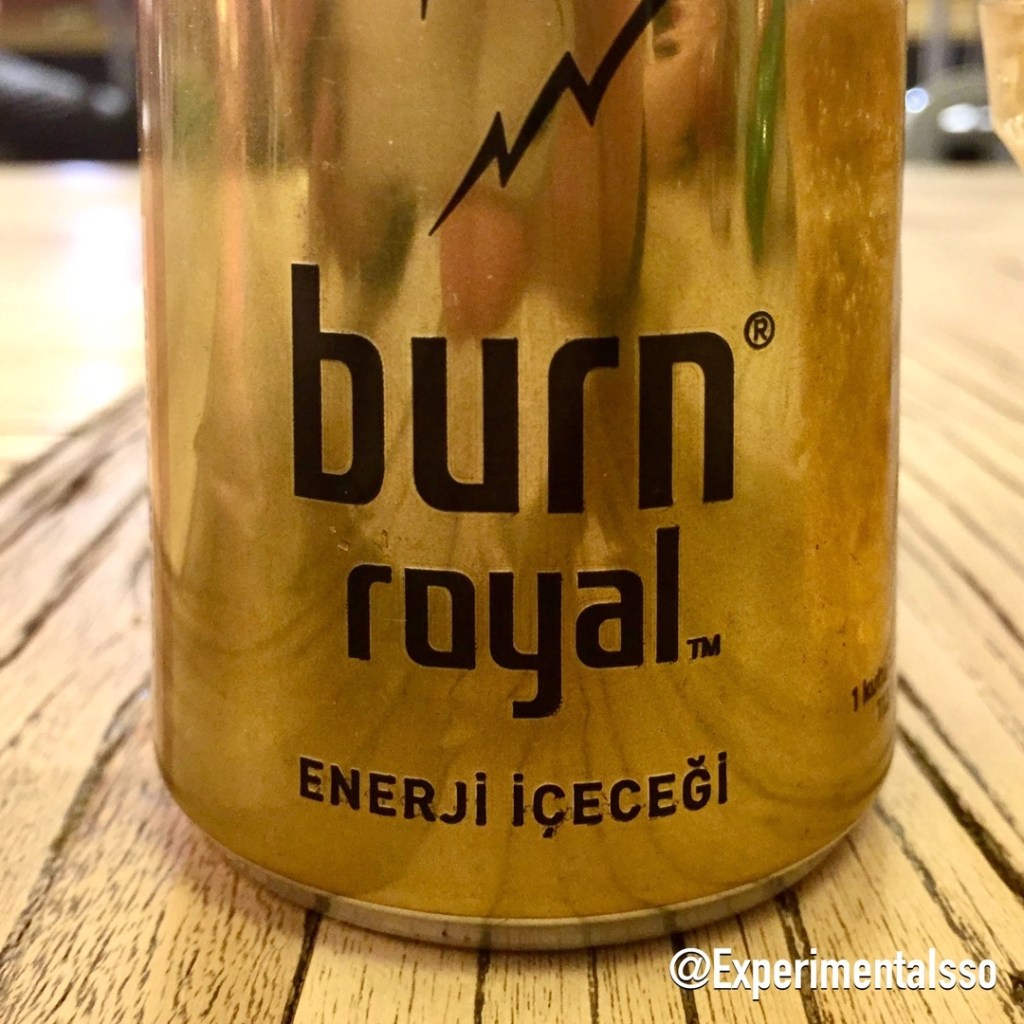 burn®
royal™
ENERJİ İÇECEĞİ
@Experimentalsso